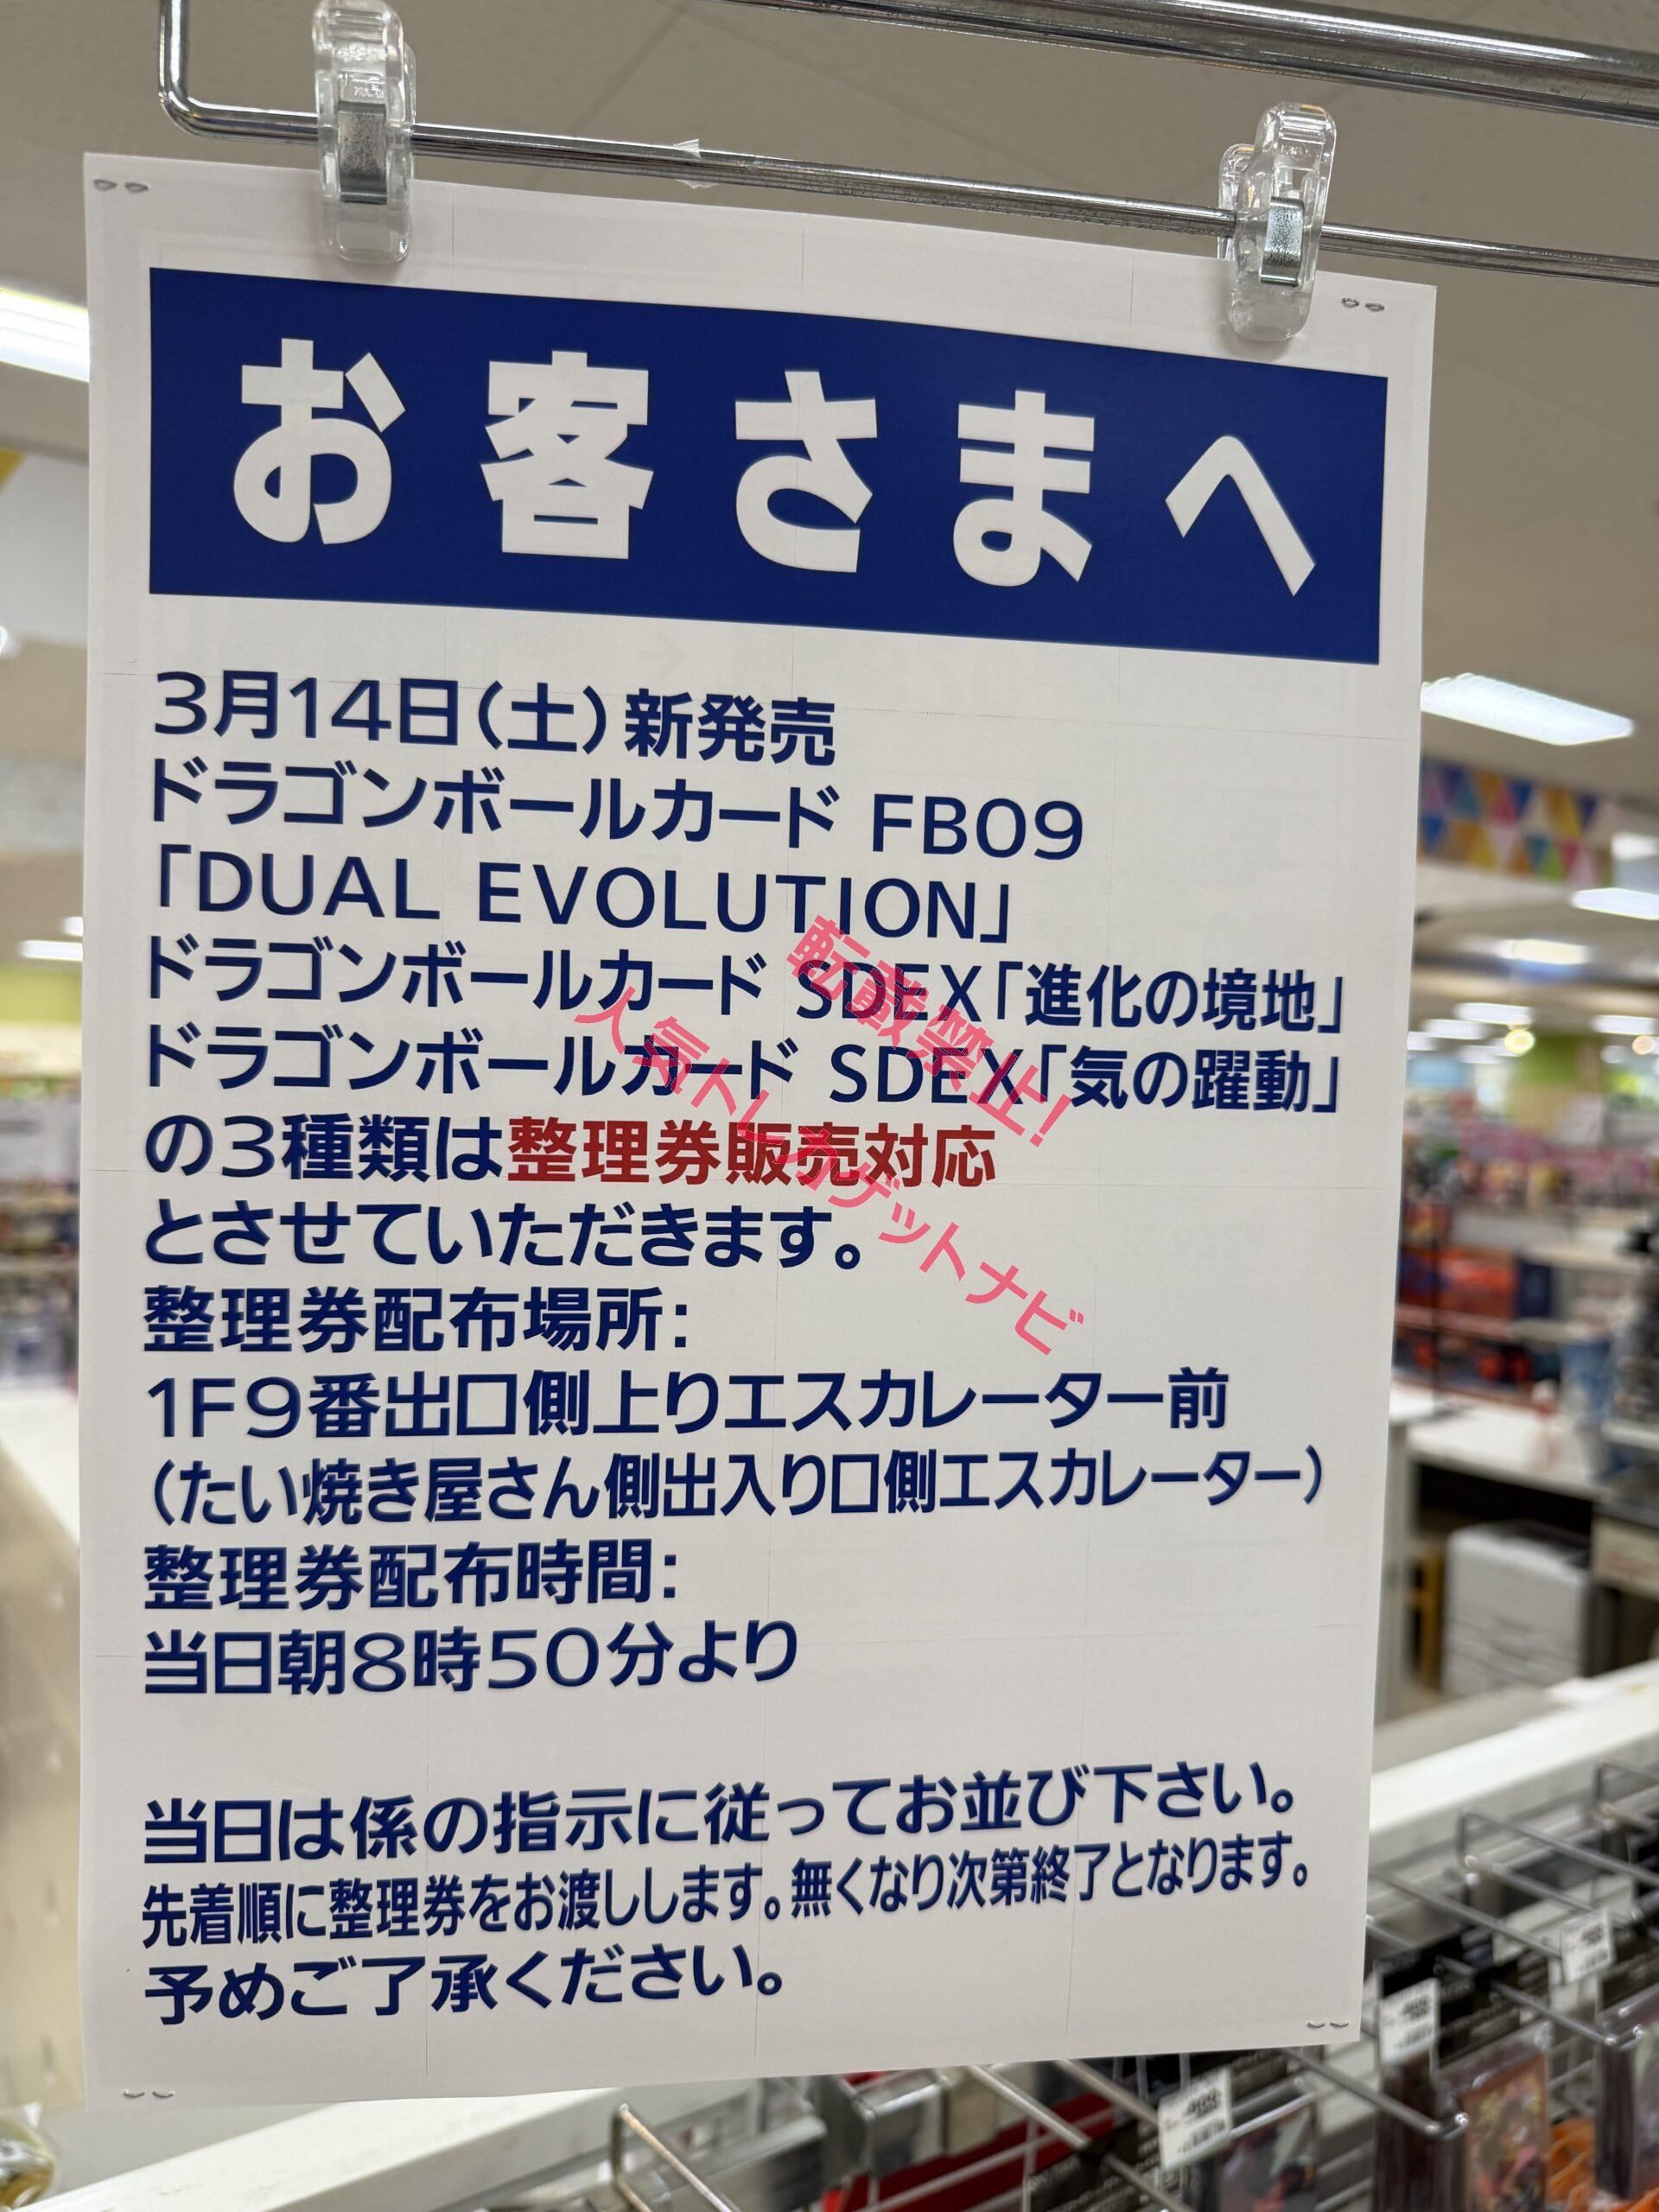 お客さまへ
3月14日(土)新発売
ドラゴンボールカード FB09
「DUAL EVOLUTION」
ドラゴンボールカード SDEX「進化の境地」
ドラゴンボールカード SDEX「気の躍動」
の3種類は整理券販売対応
とさせていただきます。
整理券配布場所:
1F9番出口側上りエスカレーター前
(たい焼き屋さん側出入り口側エスカレーター)
整理券配布時間:
当日朝8時50分より
当日は係の指示に従ってお並び下さい。
先着順に整理券をお渡しします。無くなり次第終了となります。
予めご了承ください。
転載禁止!
人気トレカゲットナビ